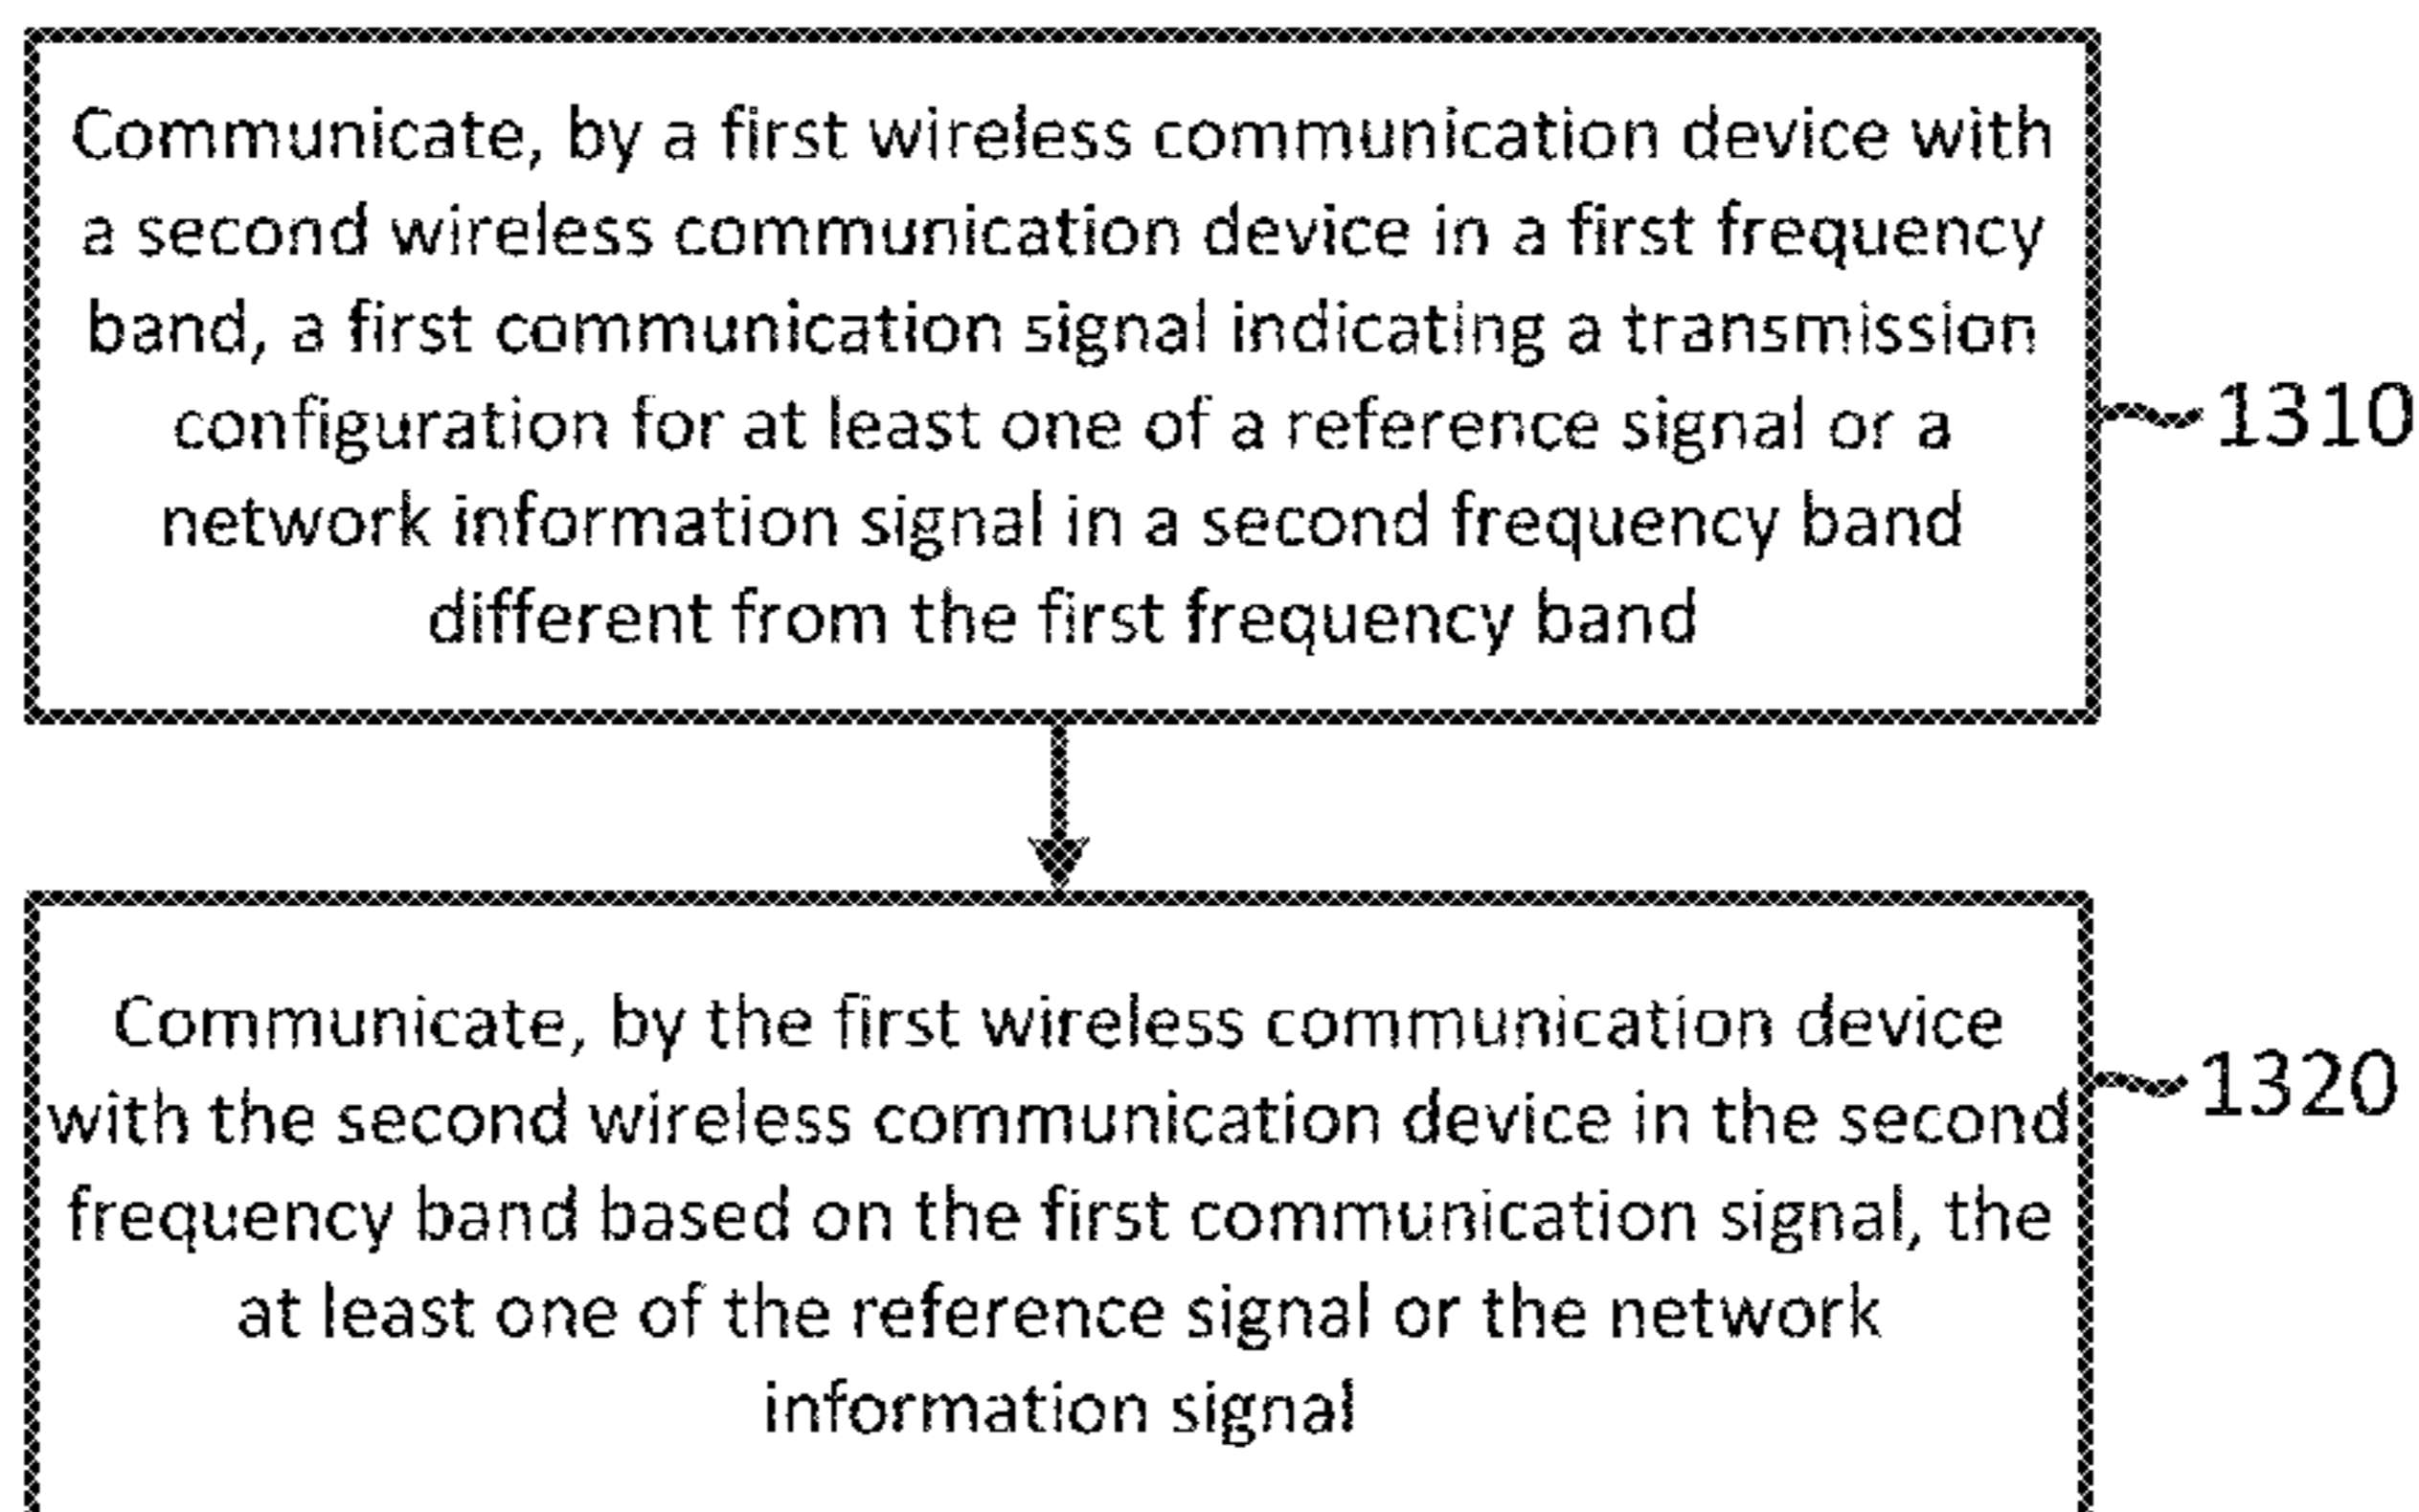 Communicate, by a first wireless communication device with
a second wireless communication device in a first frequency
band, a first communication signal indicating a transmission
configuration for at least one of a reference signal or a
network information signal in a second frequency band
different from the first frequency band
1310
Communicate, by the first wireless communication device
with the second wireless communication device in the second
frequency band based on the first communication signal, the
at least one of the reference signal or the network
information signal
1320